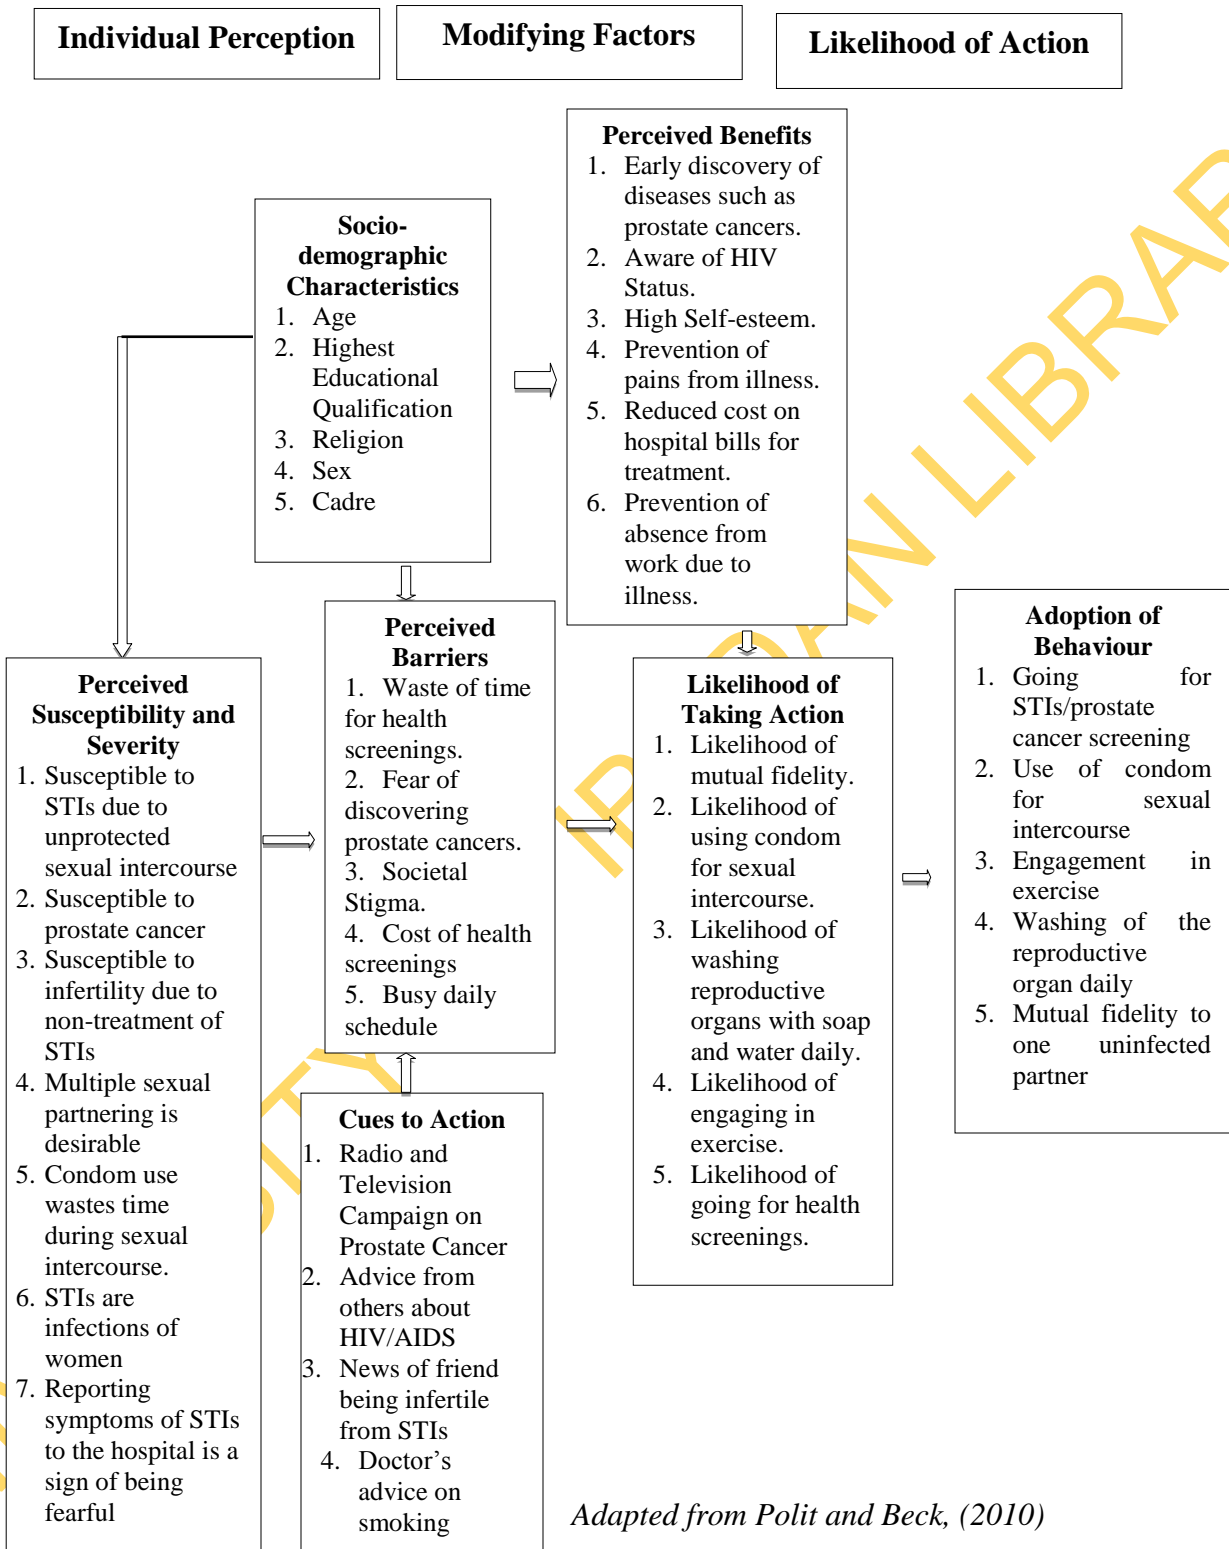 Individual Perception
Modifying Factors
Likelihood of Action
Perceived Benefits
1. Early discovery of
diseases such as
prostate cancers.
2. Aware of HIV
Status.
3. High Self-esteem.
4. Prevention of
pains from illness.
5. Reduced cost on
hospital bills for
treatment.
6. Prevention of
absence from
work due to
illness.
Socio-
demographic
Characteristics
1. Age
2. Highest
Educational
Qualification
3. Religion
4. Sex
5. Cadre
Perceived
Susceptibility and
Severity
1. Susceptible to
STIs due to
unprotected
sexual intercourse
2. Susceptible to
prostate cancer
3. Susceptible to
infertility due to
non-treatment of
STIs
4. Multiple sexual
partnering is
desirable
5. Condom use
wastes time
during sexual
intercourse.
6. STIs are
infections of
women
7. Reporting
symptoms of STIs
to the hospital is a
sign of being
fearful
Perceived
Barriers
1. Waste of time
for health
screenings.
2. Fear of
discovering
prostate cancers.
3. Societal
Stigma.
4. Cost of health
screenings
5. Busy daily
schedule
Cues to Action
1. Radio and
Television
Campaign on
Prostate Cancer
2. Advice from
others about
HIV/AIDS
3. News of friend
being infertile
from STIs
4. Doctor’s
advice on
smoking
Likelihood of
Taking Action
1. Likelihood of
mutual fidelity.
2. Likelihood of
using condom
for sexual
intercourse.
3. Likelihood of
washing
reproductive
organs with soap
and water daily.
4. Likelihood of
engaging in
exercise.
5. Likelihood of
going for health
screenings.
Adoption of
Behaviour
1. Going for
STIs/prostate
cancer screening
2. Use of condom
for sexual
intercourse
3. Engagement in
exercise
4. Washing of the
reproductive
organ daily
5. Mutual fidelity to
one uninfected
partner
Adapted from Polit and Beck, (2010)